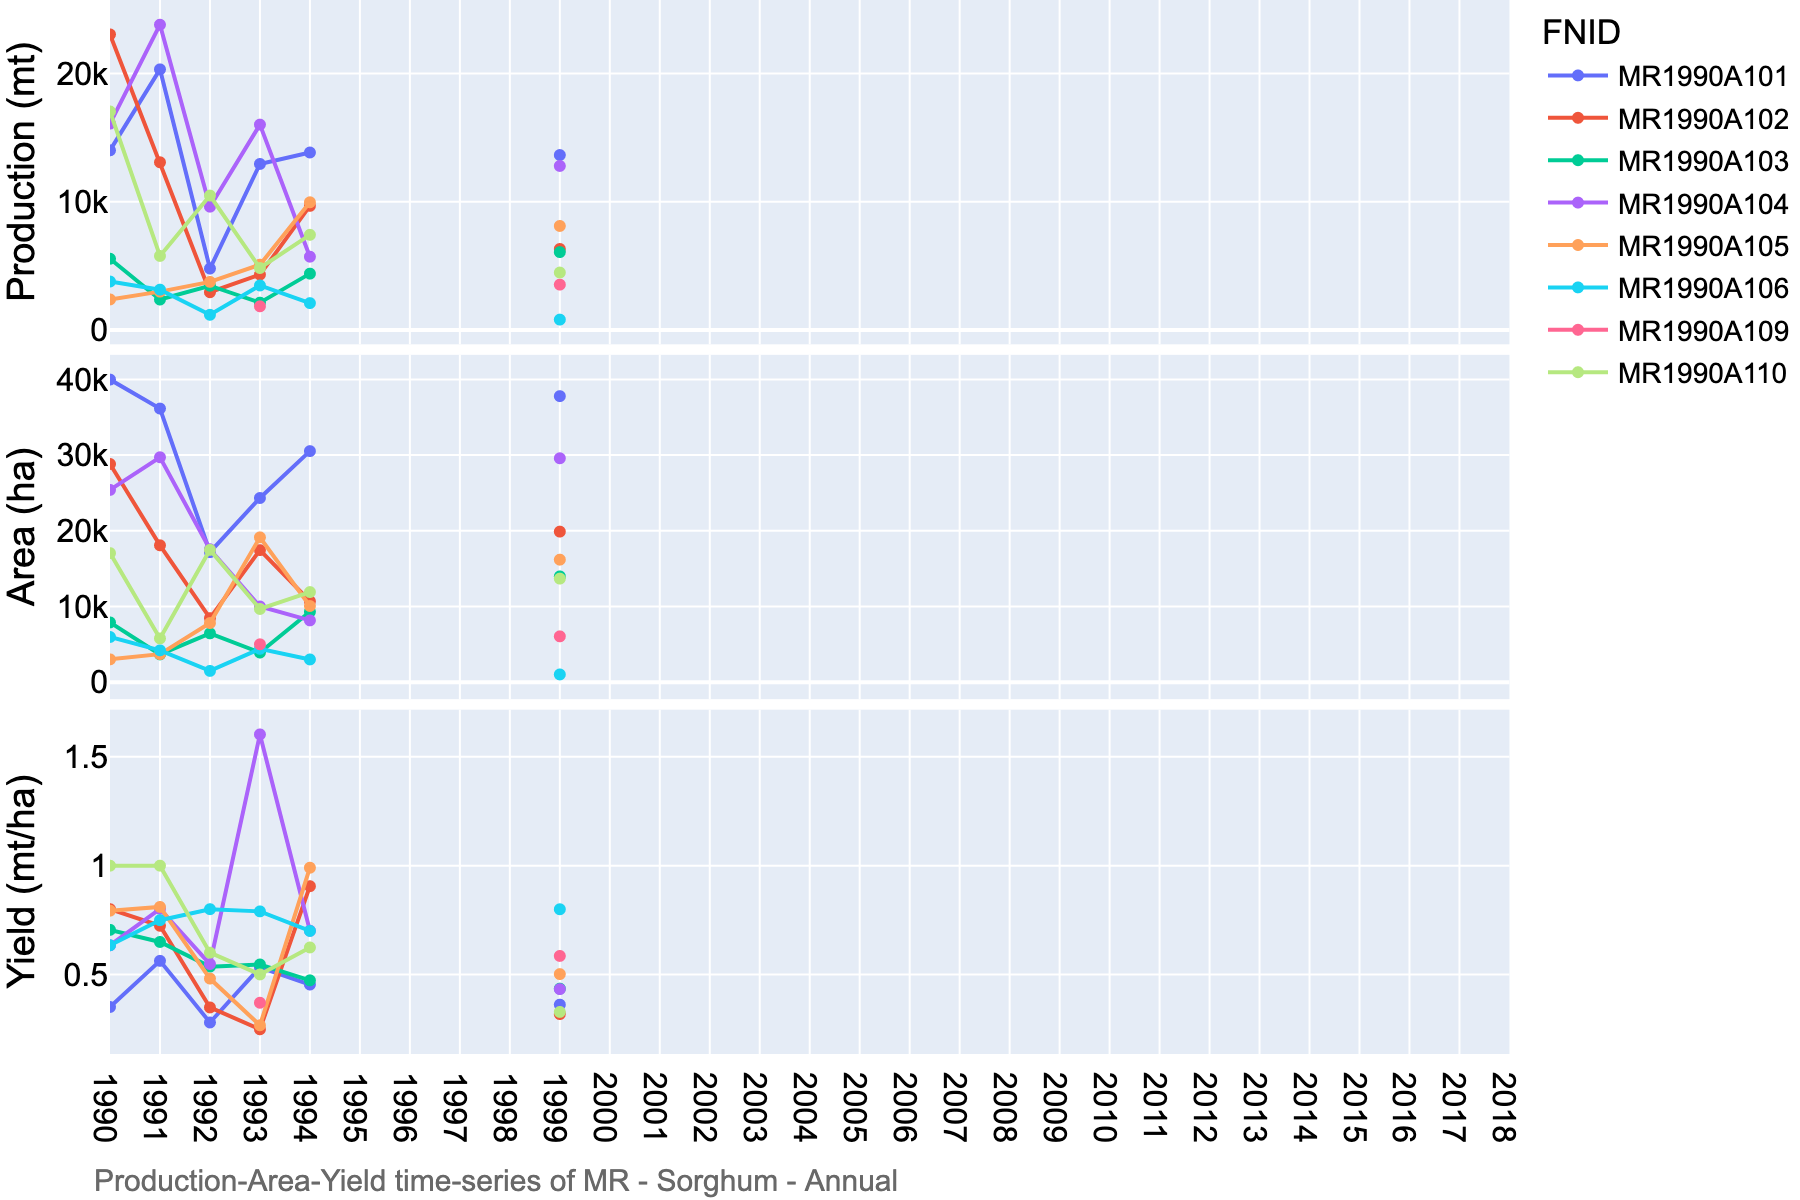 Production (mt)
20k
10k
0
Area (ha)
40k
30k
20k
10k
0
Yield (mt/ha)
1.5
1
0.5
1990
1991
1992
1993
1994
1995
1996
1997
1998
1999
2000
2001
2002
2003
2004
2005
2006
2007
2008
2009
2010
2011
2012
2013
2014
2015
2016
2017
2018
FNID
MR1990A101
MR1990A102
MR1990A103
MR1990A104
MR1990A105
MR1990A106
MR1990A109
MR1990A110
Production-Area-Yield time-series of MR - Sorghum - Annual